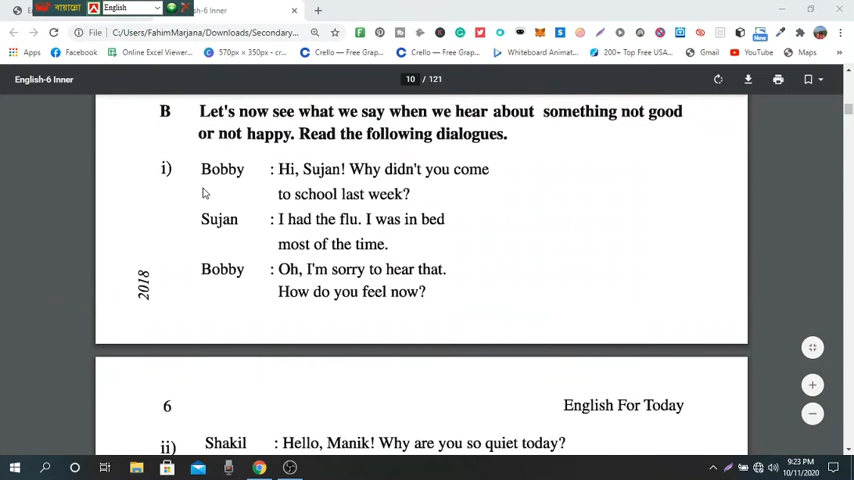 বায়ান্নো
English
English-6 Inner
File
C:/Users/FahimMarjana/Downloads/Secondary...
Apps
Facebook
Online Excel Viewer...
570px × 350px - cr...
Crello — Free Grap...
Crello — Free Grap...
Whiteboard Animat...
200+ Top Free USA...
Gmail
YouTube
Maps
New
English-6 Inner
10 / 121
B Let's now see what we say when we hear about something not good
or not happy. Read the following dialogues.
i) Bobby : Hi, Sujan! Why didn't you come
to school last week?
Sujan : I had the flu. I was in bed
most of the time.
Bobby : Oh, I'm sorry to hear that.
How do you feel now?
2018
6 English For Today
ii) Shakil : Hello, Manik! Why are you so quiet today?
9:23 PM
10/11/2020